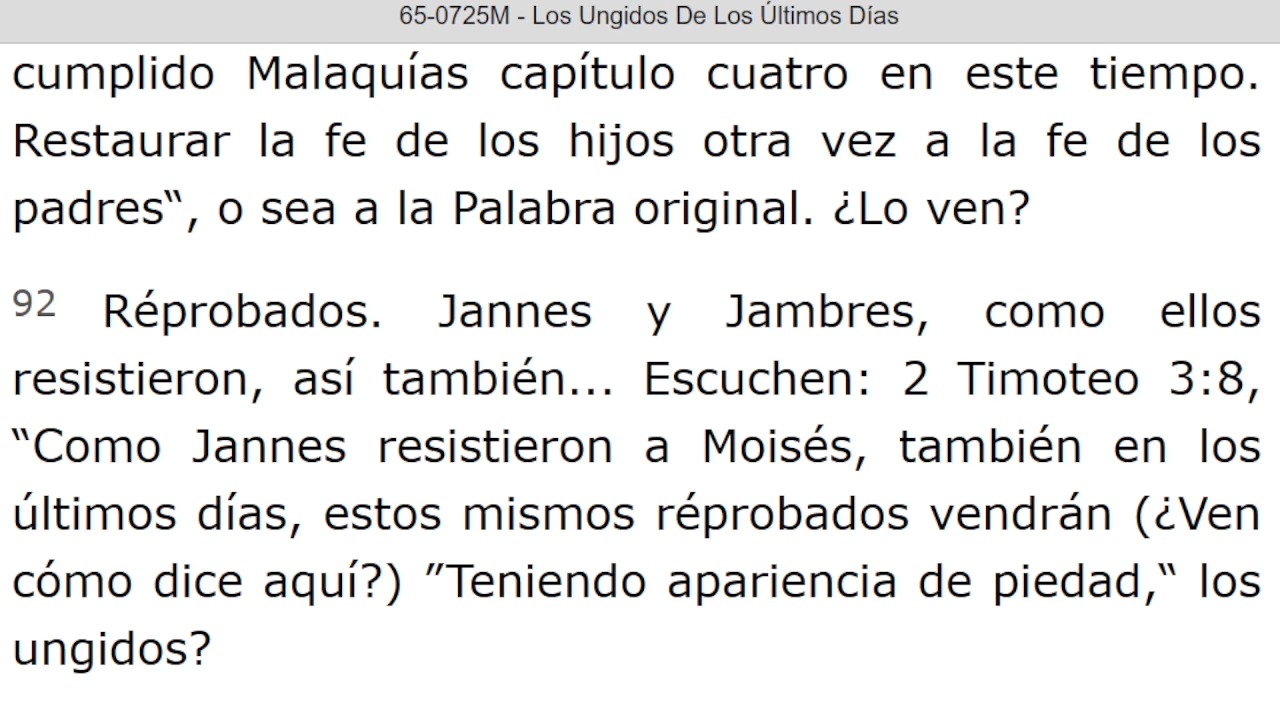 65-0725M - Los Ungidos De Los Últimos Días
cumplido Malaquías capítulo cuatro en este tiempo.
Restaurar la fe de los hijos otra vez a la fe de los
padres‟, o sea a la Palabra original. ¿Lo ven?
92 Réprobados. Jannes y Jambres, como ellos
resistieron, así también... Escuchen: 2 Timoteo 3:8,
“Como Jannes resistieron a Moisés, también en los
últimos días, estos mismos réprobados vendrán (¿Ven
cómo dice aquí?) ”Teniendo apariencia de piedad,“ los
ungidos?